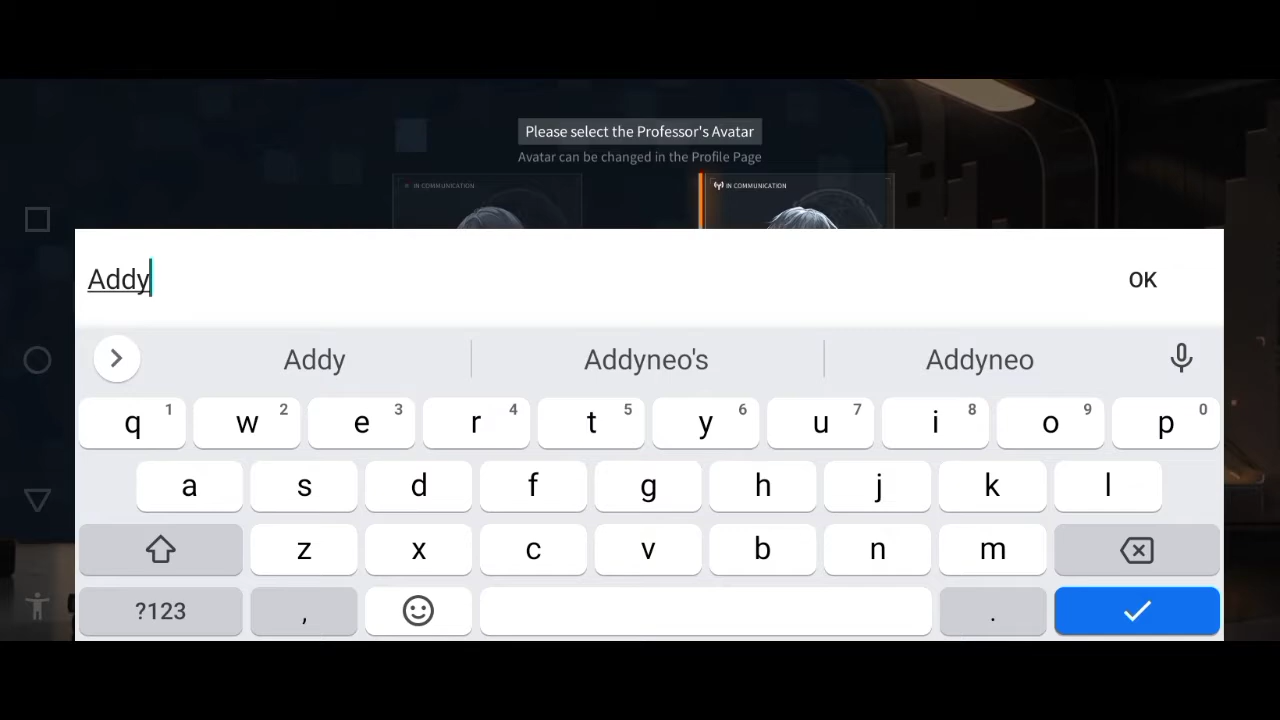 Please select the Professor's Avatar
Avatar can be changed in the Profile Page
IN COMMUNICATION IN COMMUNICATION
Addy OK
Addy Addyneo's Addyneo
q 1 w 2 e 3 r 4 t 5 y 6 u 7 i 8 o 9 p 0
a s d f g h j k l
z x c v b n m
?123 , .